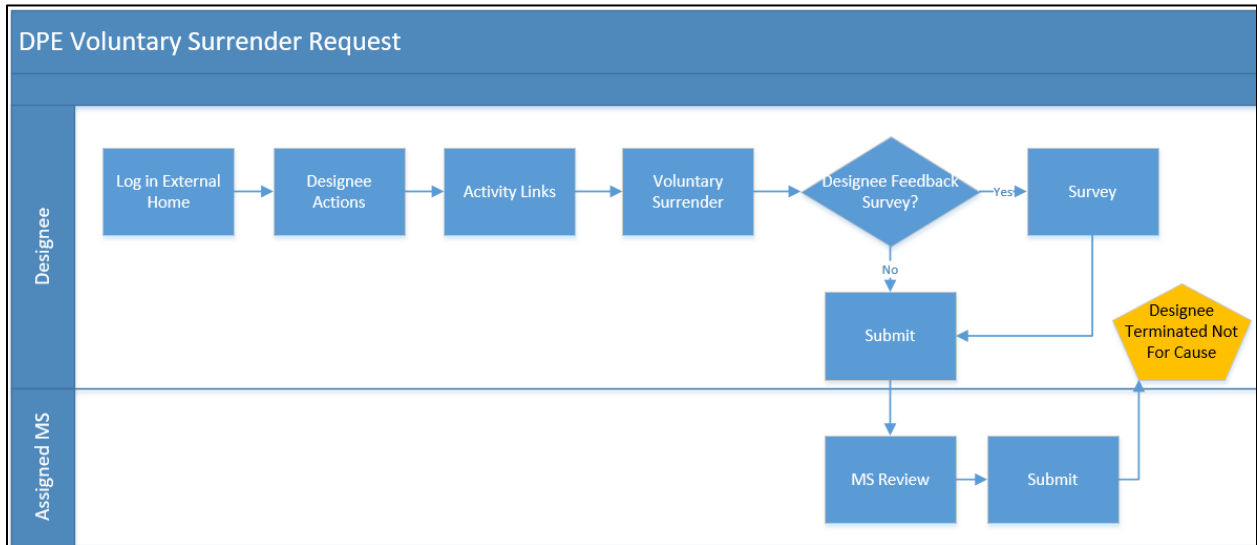 DPE Voluntary Surrender Request
Designee
Log in External
Home
Designee
Actions
Activity Links
Voluntary
Surrender
Designee Feedback
Survey?
Yes
Survey
No
Submit
Designee
Terminated Not
For Cause
Assigned MS
MS Review
Submit